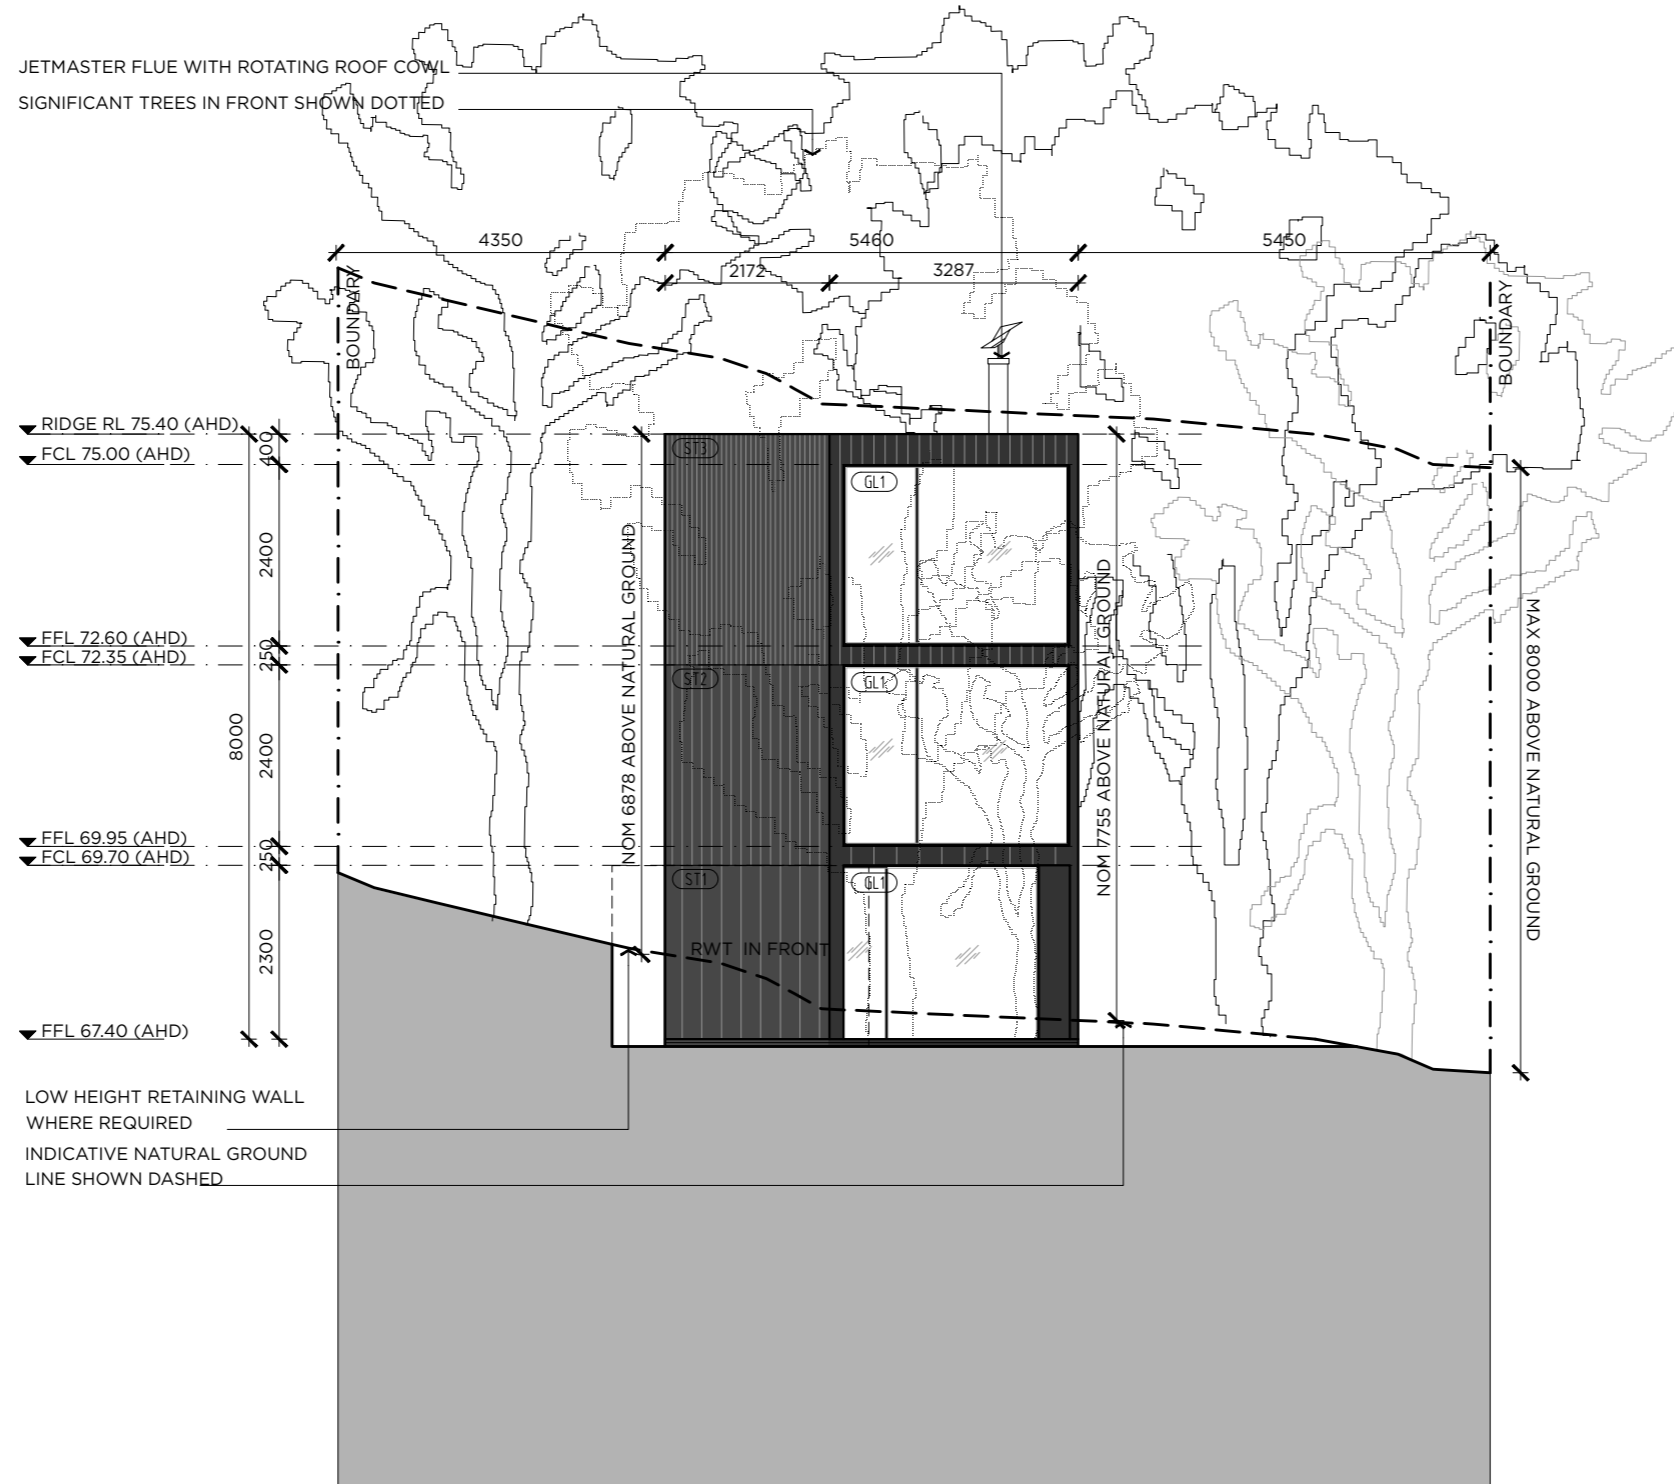 JETMASTER FLUE WITH ROTATING ROOF COWL
SIGNIFICANT TREES IN FRONT SHOWN DOTTED
4350
5460
5450
2172
3287
BOUNDARY
BOUNDARY
RIDGE RL 75.40 (AHD)
FCL 75.00 (AHD)
FFL 72.60 (AHD)
FCL 72.35 (AHD)
FFL 69.95 (AHD)
FCL 69.70 (AHD)
FFL 67.40 (AHD)
400
2400
250
2400
250
2300
8000
NOM 6878 ABOVE NATURAL GROUND
ST3
GL1
ST2
GL1
ST1
GL1
RWT IN FRONT
NOM 7755 ABOVE NATURAL GROUND
MAX 8000 ABOVE NATURAL GROUND
LOW HEIGHT RETAINING WALL
WHERE REQUIRED
INDICATIVE NATURAL GROUND
LINE SHOWN DASHED